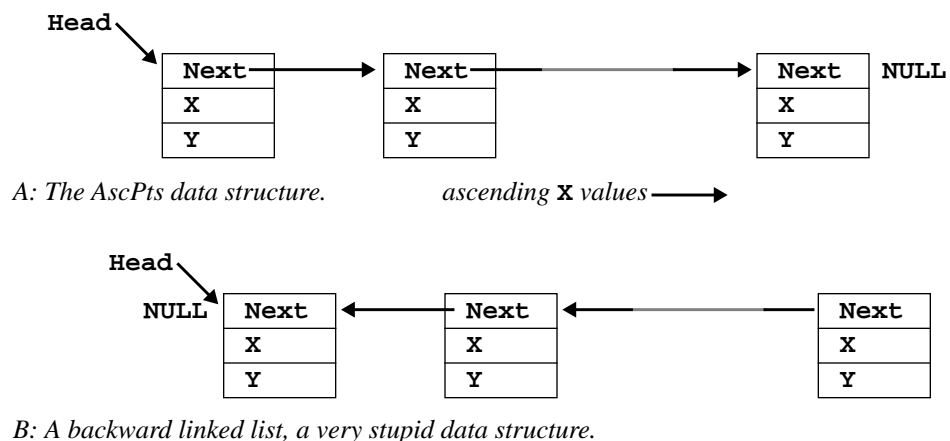 Head
Next Next Next NULL
X X X
Y Y Y
A: The AscPts data structure. ascending X values
Head
NULL Next Next Next
X X X
Y Y Y
B: A backward linked list, a very stupid data structure.